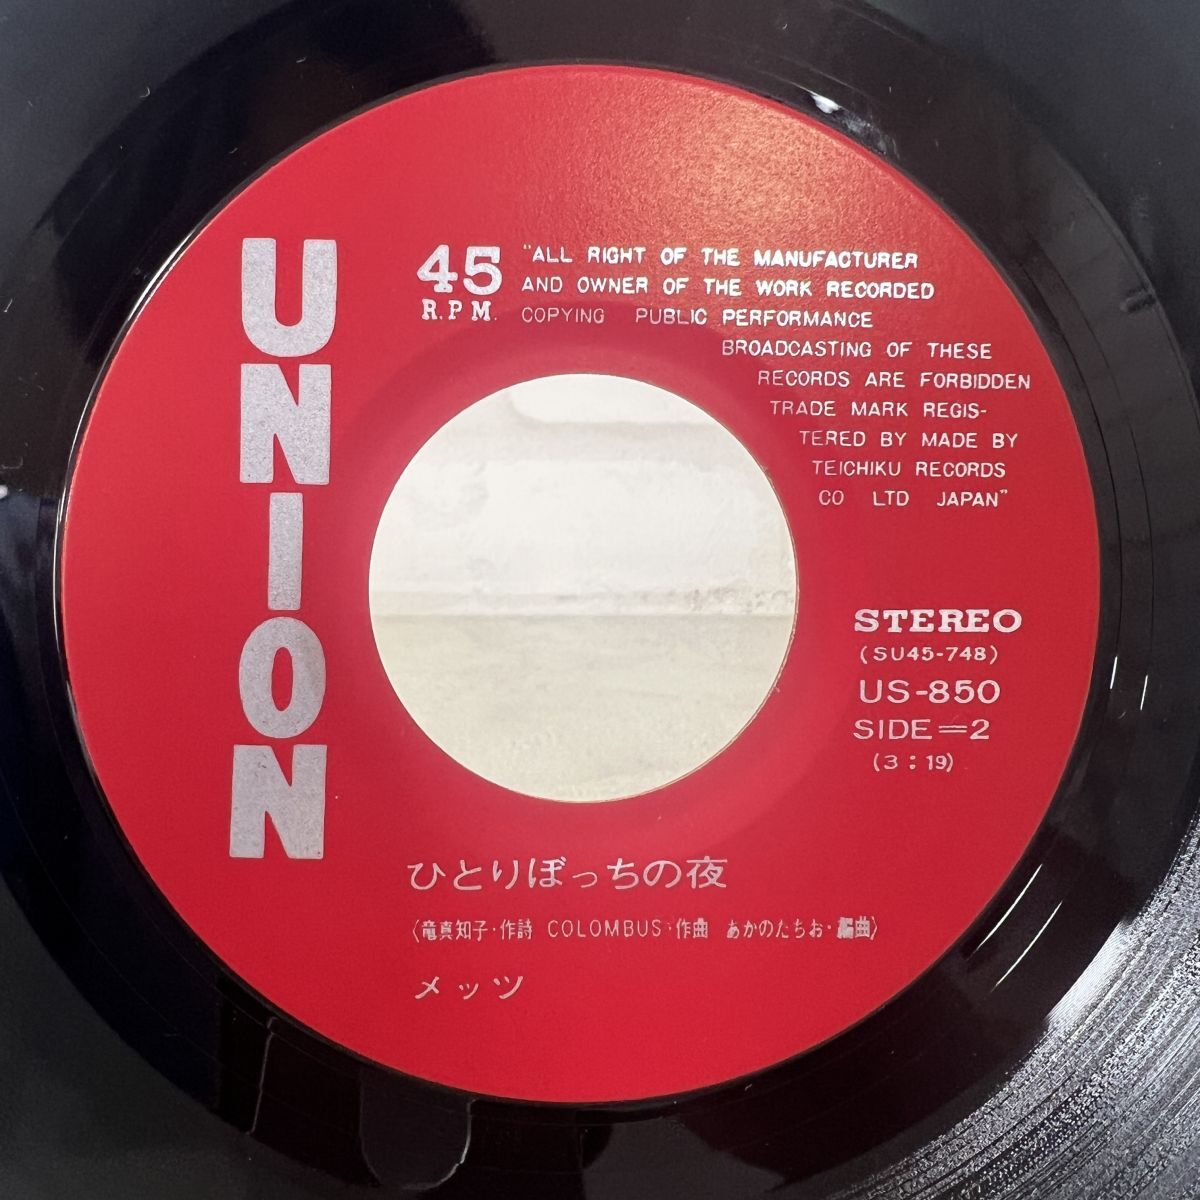 UNION
45
R.P.M.
"ALL RIGHT OF THE MANUFACTURER
AND OWNER OF THE WORK RECORDED
COPYING PUBLIC PERFORMANCE
BROADCASTING OF THESE
RECORDS ARE FORBIDDEN
TRADE MARK REGIS-
TERED BY MADE BY
TEICHIKU RECORDS
CO LTD JAPAN"
STEREO
(SU45-748)
US-850
SIDE=2
(3:19)
ひとりぼっちの夜
〈竜真知子・作詩 COLOMBUS・作曲 あかのたちお・編曲〉
メッツ